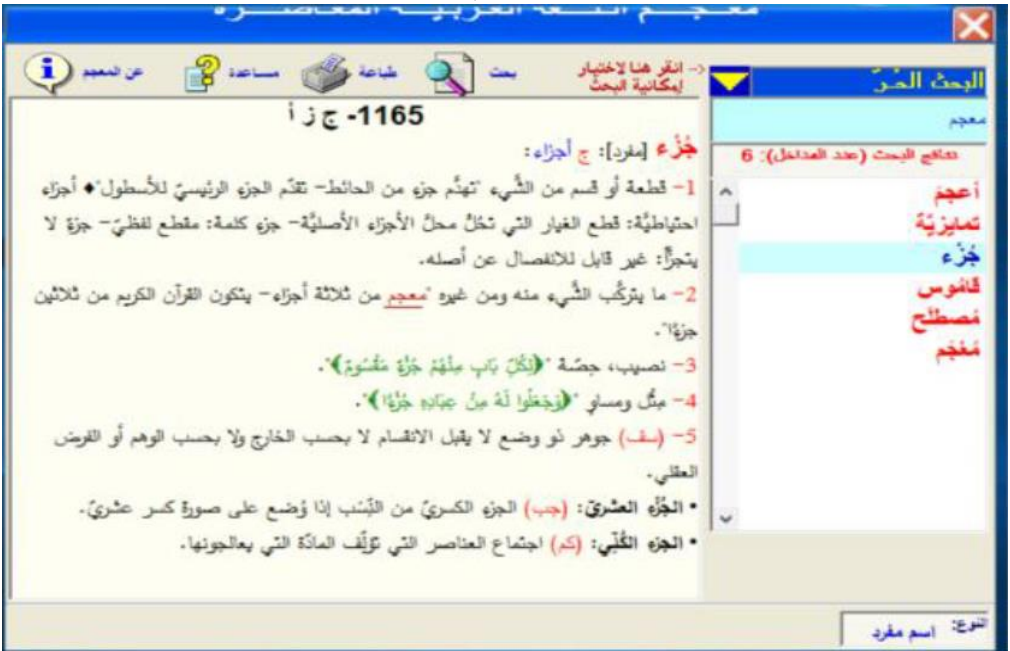 معجم اللغة العربية المعاصرة
البحث الحُرّ
معجم
نتائج البحث (عدد المداخل): 6
أعجمَ
تمايزيّة
جُزْء
قاموس
مُصطلَح
مُعْجَم
<- انقر هنا لاختيار
إمكانية البحث
بحث
طباعة
مساعدة
عن المعجم
1165- ج ز أ
جُزْء [مفرد]: ج أجزاء:
1- قطعة أو قسم من الشَّيء "تهدَّم جزء من الحائط- تقدّم الجزء الرئيسيّ للأسطول"♦ أجزاء
احتياطيَّة: قطع الغيار التي تحُلُّ محلَّ الأجزاء الأصليَّة- جزء كلمة: مقطع لفظيّ- جزءٌ لا
يتجزَّأ: غير قابل للانفصال عن أصله.
2- ما يتركَّب الشَّيء منه ومن غيره "معجم من ثلاثة أجزاء- يتكون القرآن الكريم من ثلاثين
جزءًا".
3- نصيب، حِصّة "﴿لِكُلِّ بَابٍ مِنْهُمْ جُزْءٌ مَقْسُومٌ﴾".
4- مِثْل ومساوٍ "﴿وَجَعَلُوا لَهُ مِنْ عِبَادِهِ جُزْءًا﴾".
5- (سف) جوهر ذو وضع لا يقبل الانقسام لا بحسب الخارج ولا بحسب الوهم أو الفرض
العقلي.
• الجُزْء العشريّ: (جب) الجزء الكسريّ من النِّسَب إذا وُضع على صورة كسر عشريّ.
• الجزء الكُلِّي: (كم) اجتماع العناصر التي تؤلِّف المادّة التي يعالجونها.
النوع: اسم مفرد